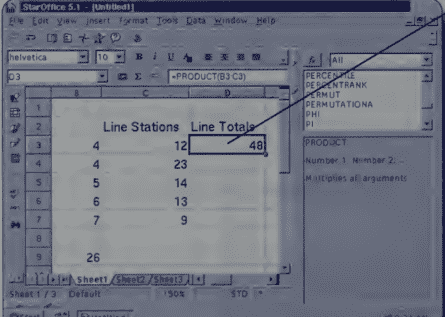 StarOffice 5.1 - [Untitled1]
File Edit View Insert Format Tools Data Window Help
helvetica 10 B i U A
D3 Σ = =PRODUCT(B3 C3)
fx All
PERCENTILE
PERCENTRANK
PERMUT
PERMUTATIONA
PHI
PI
PRODUCT
Number 1, Number 2, ...
Multiplies all arguments
B C D
1
2 Line Stations Line Totals
3 4 12 48
4 4 23
5 5 14
6 6 13
7 7 9
8
9 26
Sheet1 Sheet2 Sheet3
Sheet 1 / 3 Default 150% STD *